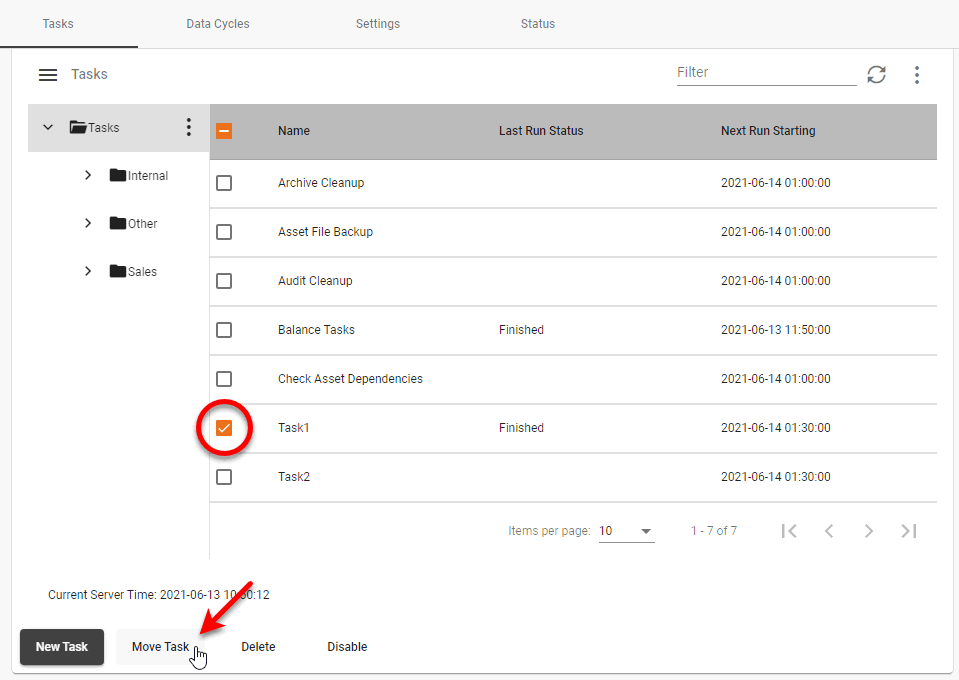 Tasks Data Cycles Settings Status
Tasks Filter
Tasks Name Last Run Status Next Run Starting
Archive Cleanup 2021-06-14 01:00:00
Internal
Other
Sales
Asset File Backup 2021-06-14 01:00:00
Audit Cleanup 2021-06-14 01:00:00
Balance Tasks Finished 2021-06-13 11:50:00
Check Asset Dependencies 2021-06-14 01:00:00
Task1 Finished 2021-06-14 01:30:00
Task2 2021-06-14 01:30:00
Items per page: 10 1 - 7 of 7
Current Server Time: 2021-06-13 10:00:12
New Task Move Task Delete Disable